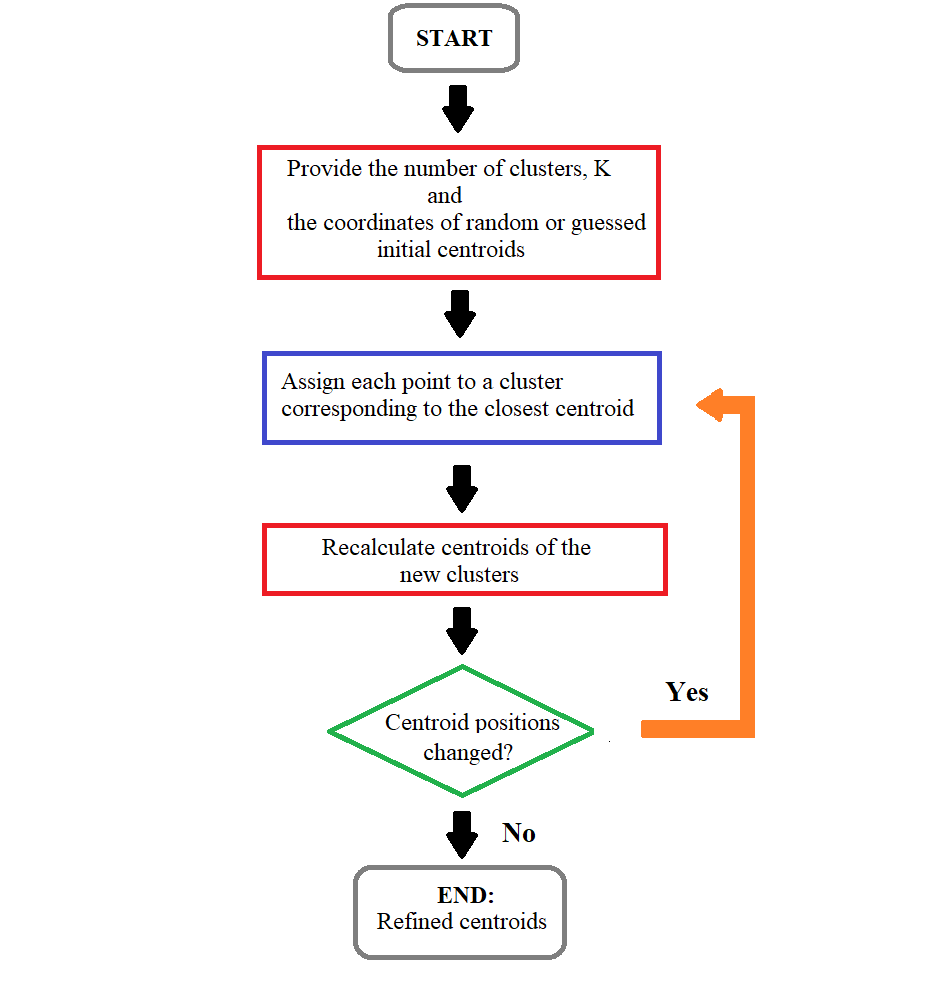 START
Provide the number of clusters, K
and
the coordinates of random or guessed
initial centroids
Assign each point to a cluster
corresponding to the closest centroid
Recalculate centroids of the
new clusters
Centroid positions
changed?
Yes
No
END:
Refined centroids